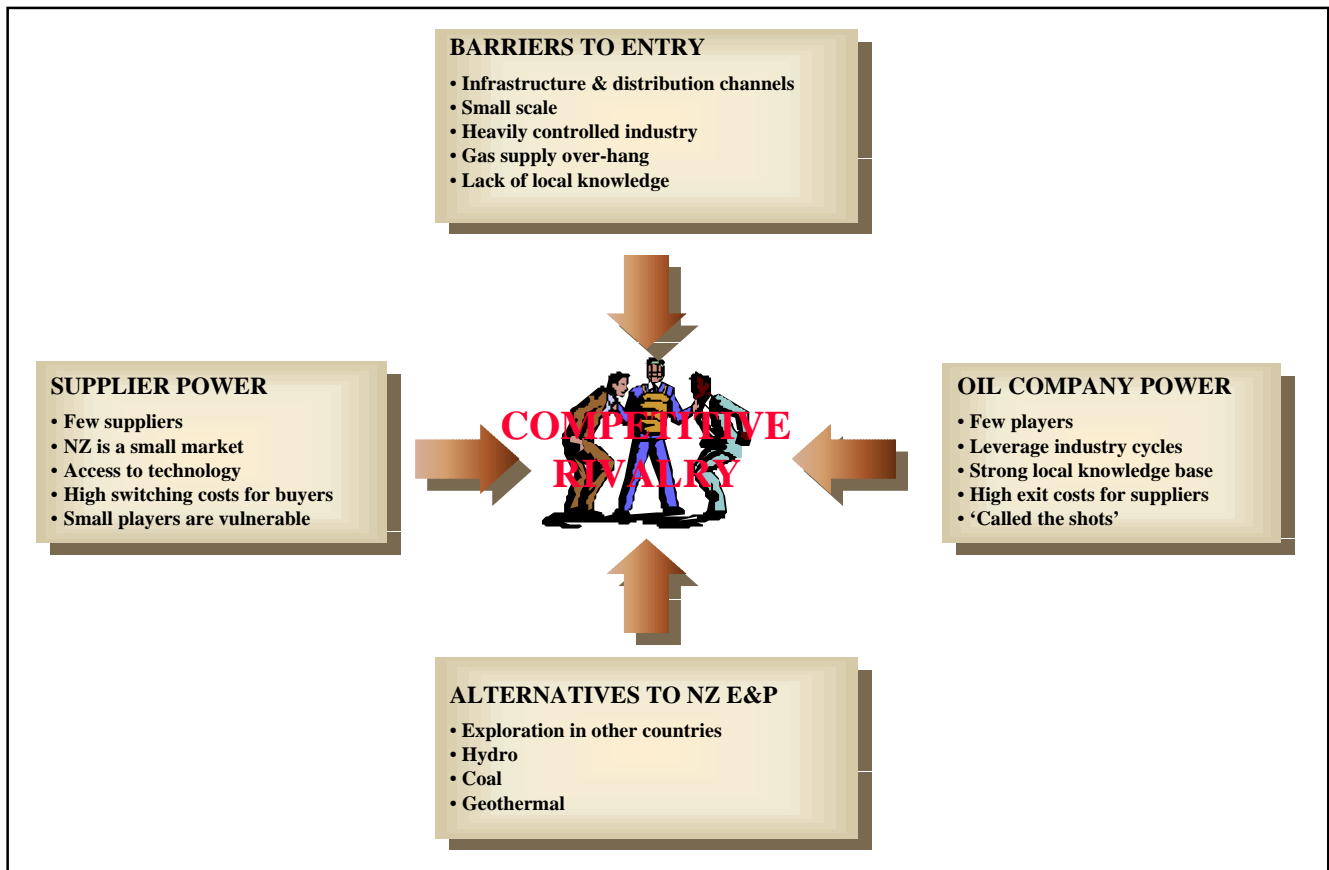 BARRIERS TO ENTRY
• Infrastructure & distribution channels
• Small scale
• Heavily controlled industry
• Gas supply over-hang
• Lack of local knowledge
SUPPLIER POWER
• Few suppliers
• NZ is a small market
• Access to technology
• High switching costs for buyers
• Small players are vulnerable
COMPETITIVE
RIVALRY
OIL COMPANY POWER
• Few players
• Leverage industry cycles
• Strong local knowledge base
• High exit costs for suppliers
• ‘Called the shots’
ALTERNATIVES TO NZ E&P
• Exploration in other countries
• Hydro
• Coal
• Geothermal